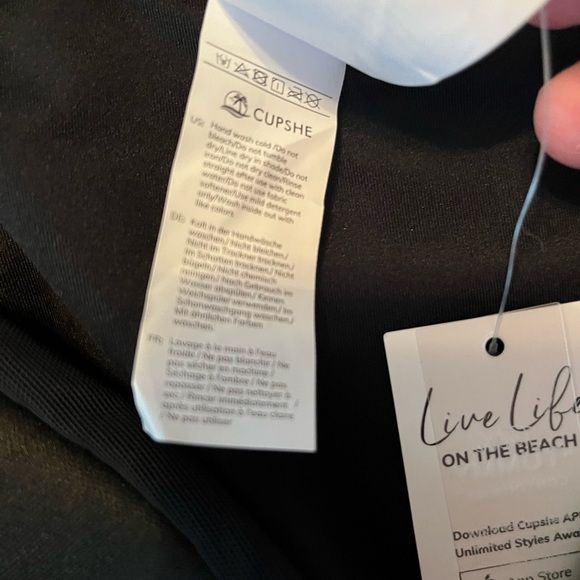 CUPSHE
US: Hand wash cold /Do not
bleach/Do not tumble
dry/Line dry in shade/Do not
iron/Do not dry clean/Rinse
straight after use with clean
water/Do not use fabric
softener/Use mild detergent
only/Wash inside out with
like colors
DE: Kalt in der Handwäsche
waschen./ Nicht bleichen./
Nicht im Trockner trocknen./
Im Schatten trocknen./ Nicht
bügeln./ Nicht chemisch
reinigen./ Nach Gebrauch im
Wasser abspülen./ Keinen
Weichspüler verwenden./ Im
Schonwaschgang waschen./
Mit ähnlichen Farben
waschen.
FR: Lavage à la main à l'eau
froide / Ne pas blanche / Ne
pas sécher en machine /
Séchage à l'ombre / Ne pas
repasser / Ne pas nettoyer à
sec / Rincer immédiatement /
après utilisation à l'eau claire
/ Ne pas utiliser
Live Life
ON THE BEACH
Download Cupshe AP
Unlimited Styles Awa
Store